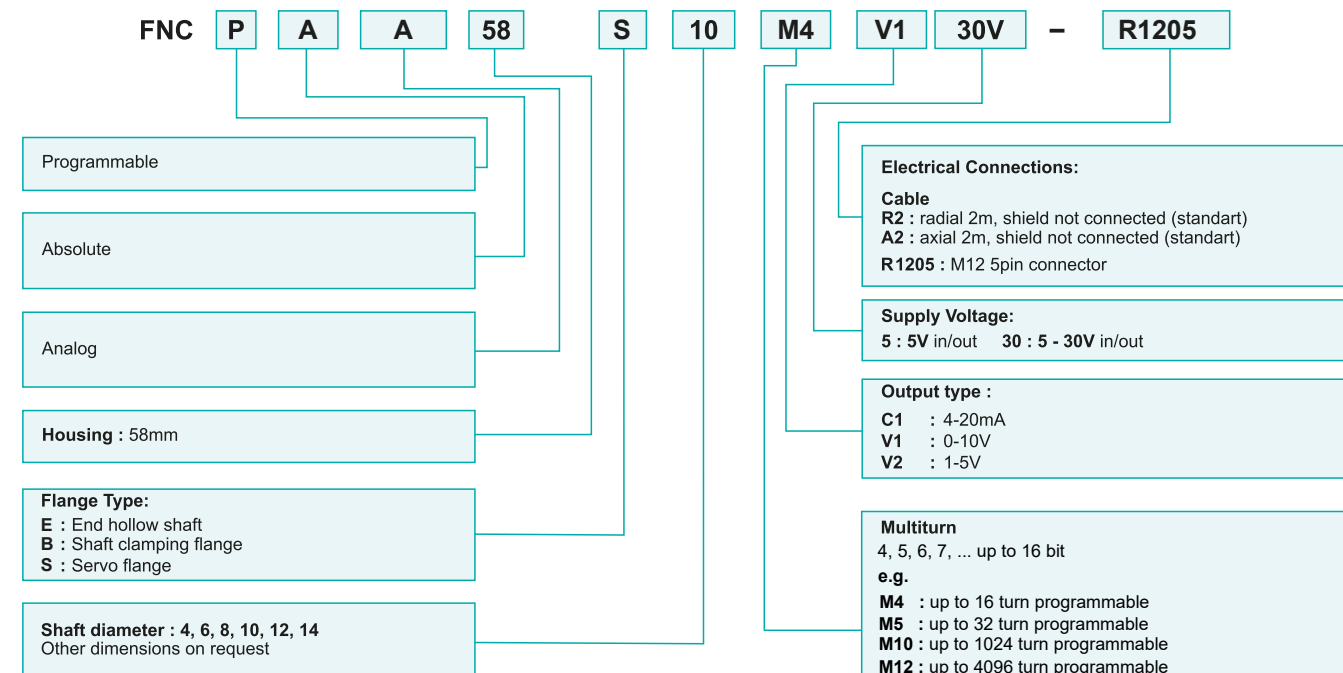 FNC P A A 58 S 10 M4 V1 30V – R1205
Programmable
Absolute
Analog
Housing : 58mm
Flange Type:
E : End hollow shaft
B : Shaft clamping flange
S : Servo flange
Shaft diameter : 4, 6, 8, 10, 12, 14
Other dimensions on request
Electrical Connections:
Cable
R2 : radial 2m, shield not connected (standart)
A2 : axial 2m, shield not connected (standart)
R1205 : M12 5pin connector
Supply Voltage:
5 : 5V in/out 30 : 5 - 30V in/out
Output type :
C1 : 4-20mA
V1 : 0-10V
V2 : 1-5V
Multiturn
4, 5, 6, 7, ... up to 16 bit
e.g.
M4 : up to 16 turn programmable
M5 : up to 32 turn programmable
M10 : up to 1024 turn programmable
M12 : up to 4096 turn programmable